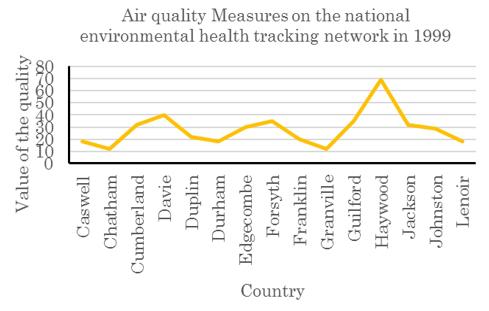 Air quality Measures on the national
environmental health tracking network in 1999
Value of the quality
80
70
60
50
40
30
20
10
0
Caswell
Chatham
Cumberland
Davie
Duplin
Durham
Edgecombe
Forsyth
Franklin
Granville
Guilford
Haywood
Jackson
Johnston
Lenoir
Country